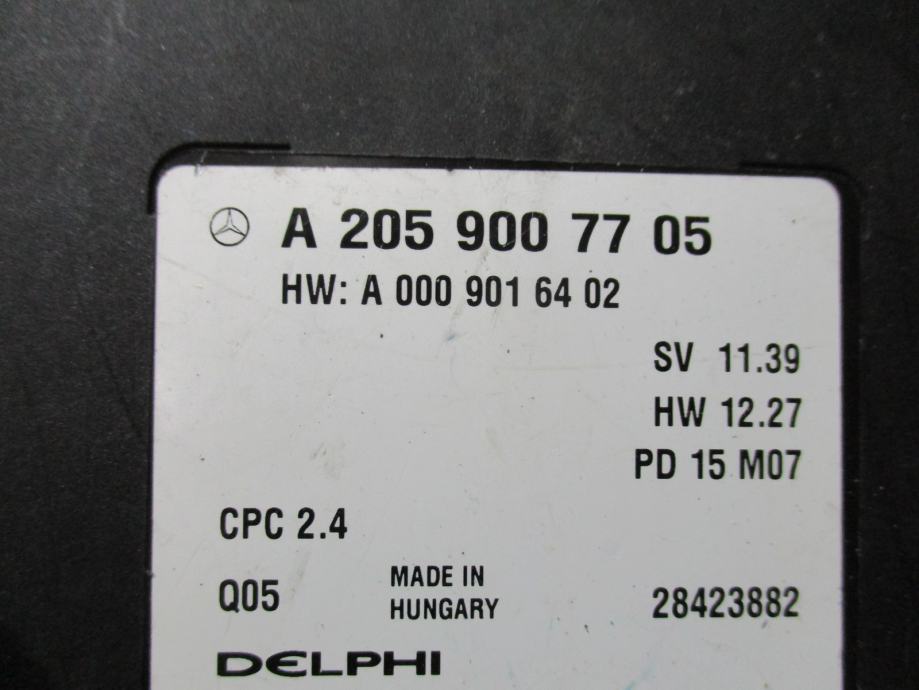 A 205 900 77 05
HW: A 000 901 64 02
SV 11.39
HW 12.27
PD 15 M07
CPC 2.4
Q05
MADE IN
HUNGARY
28423882
DELPHI